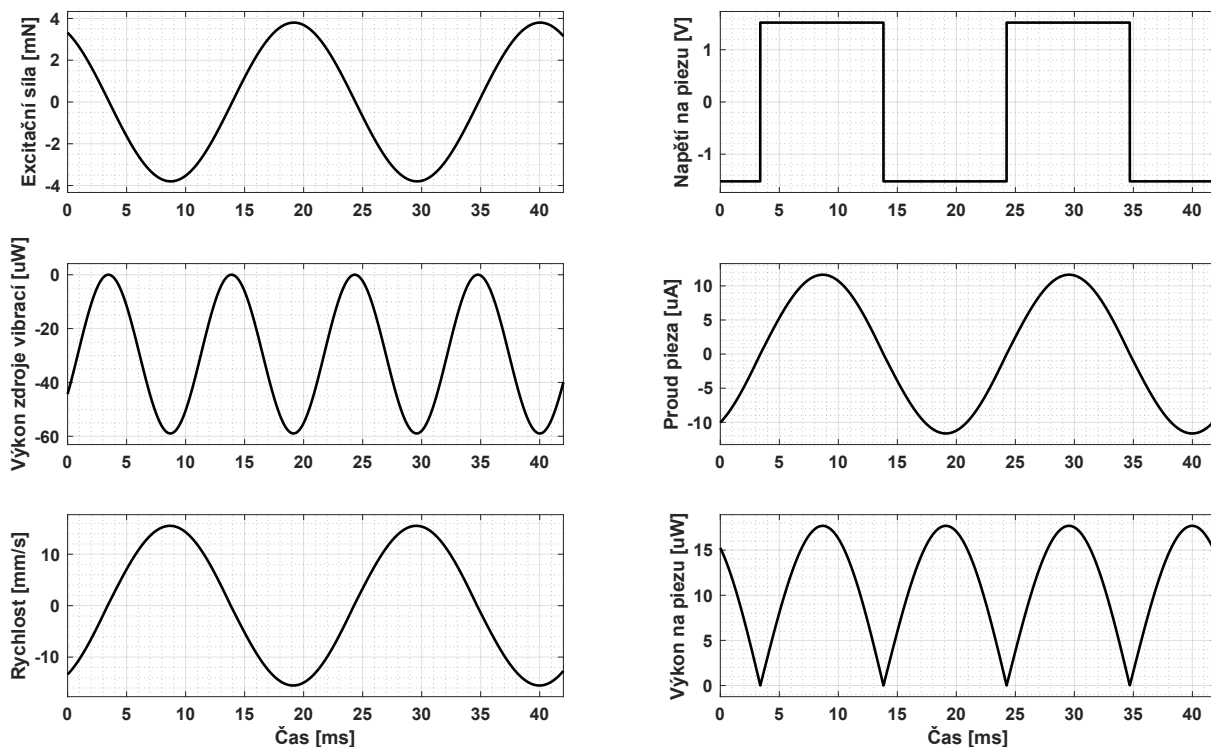 Excitační síla [mN]
4
2
0
-2
-4
0 5 10 15 20 25 30 35 40
Napětí na piezu [V]
1
0
-1
0 5 10 15 20 25 30 35 40
Výkon zdroje vibrací [uW]
0
-20
-40
-60
0 5 10 15 20 25 30 35 40
Proud pieza [uA]
10
5
0
-5
-10
0 5 10 15 20 25 30 35 40
Rychlost [mm/s]
10
0
-10
0 5 10 15 20 25 30 35 40
Čas [ms]
Výkon na piezu [uW]
15
10
5
0
0 5 10 15 20 25 30 35 40
Čas [ms]